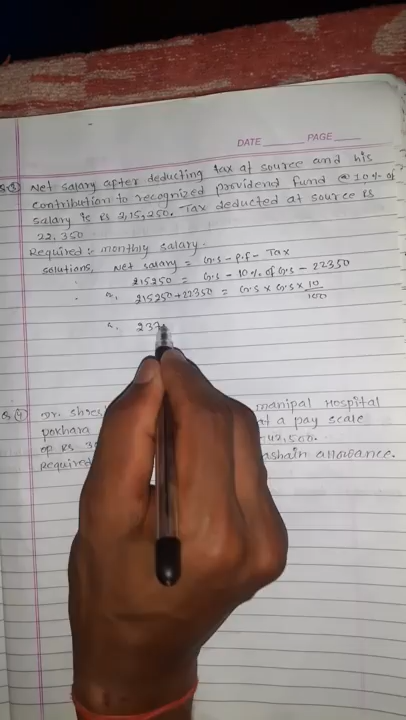 DATE PAGE
Q.③ Net salary after deducting tax at source and his
contribution to recognized providend fund @ 10% of
salary is Rs 2,15,250. Tax deducted at source Rs
22,350
Required :- monthly salary.
solutions, Net salary = G.S - P.F - Tax
215250 = G.S - 10% of G.S - 22350
or, 215250 + 22350 = G.S × G.S × 10/100
or, 237
Q.④ Dr. shres manipal Hospital
pokhara at a pay scale
of Rs. 3 42,500.
Required dashain allowance.